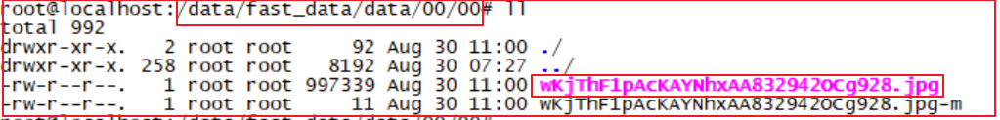 root@localhost:/data/fast_data/data/00/00# ll
total 992
drwxr-xr-x.   2 root root     92 Aug 30 11:00 ./
drwxr-xr-x. 258 root root   8192 Aug 30 07:27 ../
-rw-r--r--.   1 root root 997339 Aug 30 11:00 wKjThF1pAcKAYNhxAA832942OCg928.jpg
-rw-r--r--.   1 root root     11 Aug 30 11:00 wKjThF1pAcKAYNhxAA832942OCg928.jpg-m